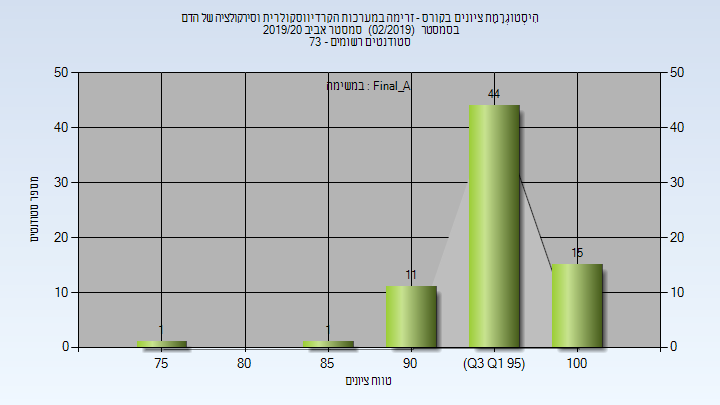 הִיסְטוֹגְרָמַת ציונים בקורס - זרימה במערכות הקרדיווסקולרית וסירקולציה של הדם
בסמסטר (02/2019) סמסטר אביב 2019/20
סטודנטים רשומים - 73
במשימה : Final_A
50 50
40 40
30 30
20 20
10 10
0 0
מספר סטודנטים
1 1 11 44 15
75 80 85 90 (Q3 Q1 95) 100
טווח ציונים